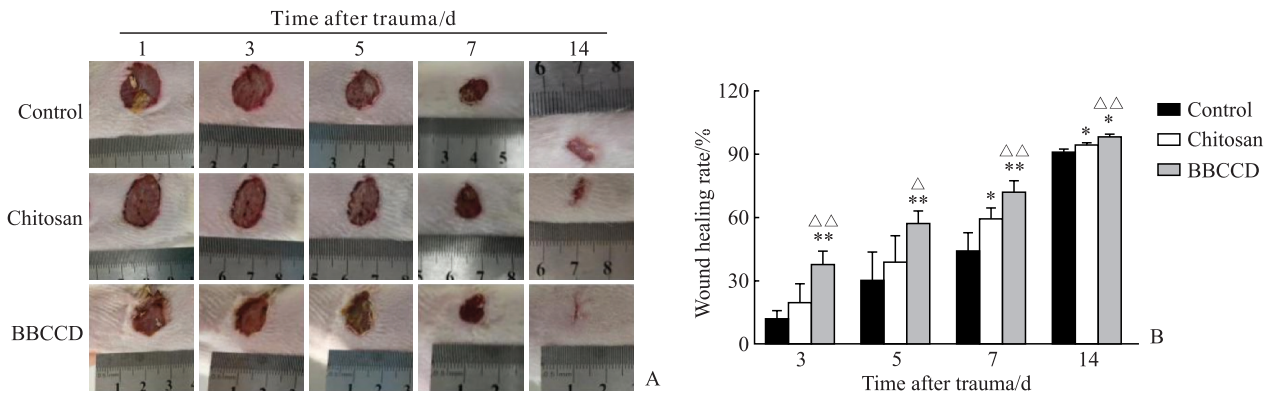 Time after trauma/d
1 3 5 7 14
Control
Chitosan
BBCCD
A
120
90
60
30
0
Wound healing rate/%
△△
**
△
**
*
△△
**
*
△△
*
3 5 7 14
Time after trauma/d
Control
Chitosan
BBCCD
B